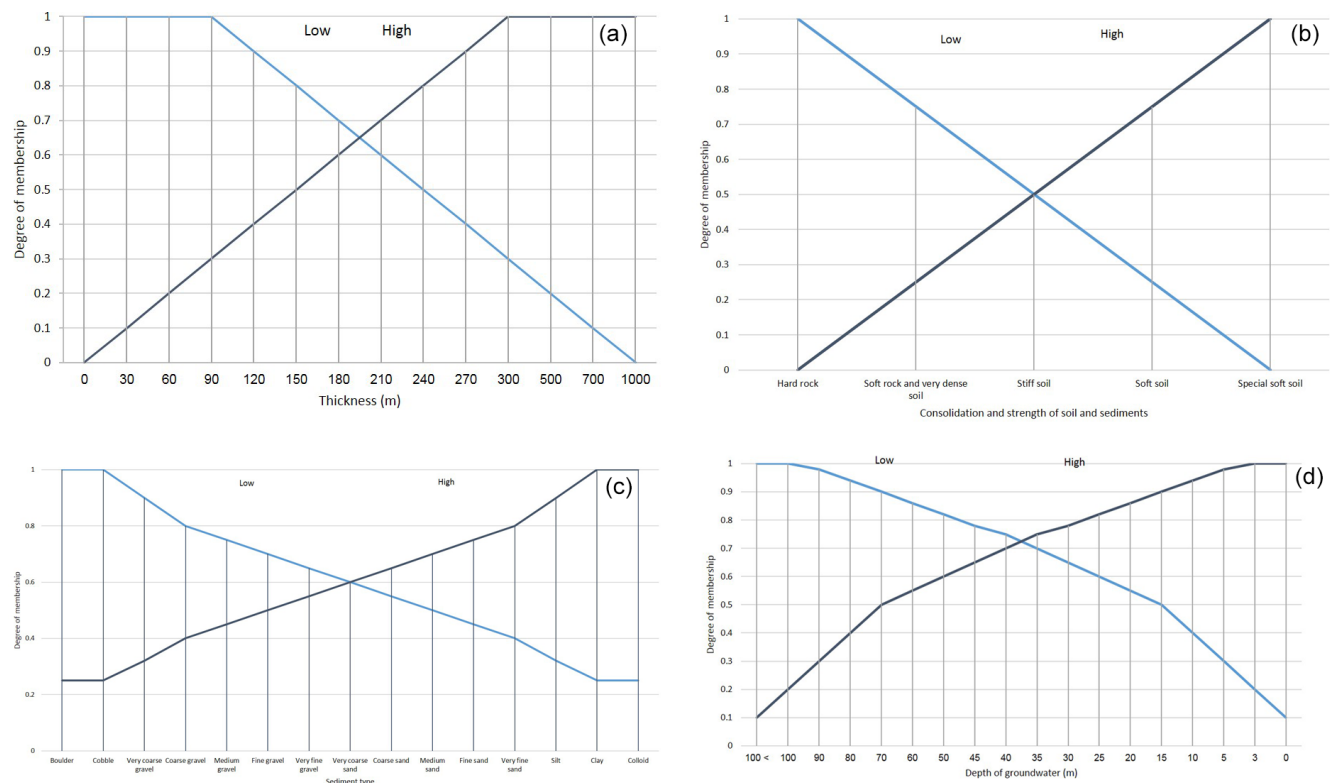 (a)
Low High
Degree of membership
1
0.9
0.8
0.7
0.6
0.5
0.4
0.3
0.2
0.1
0
0 30 60 90 120 150 180 210 240 270 300 500 700 1000
Thickness (m)
(b)
Low High
Degree of membership
1
0.9
0.8
0.7
0.6
0.5
0.4
0.3
0.2
0.1
0
Hard rock Soft rock and very dense Stiff soil Soft soil Special soft soil
soil
Consolidation and strength of soil and sediments
(c)
Low High
Degree of membership
1
0.8
0.6
0.4
0.2
0
Boulder Cobble Very coarse Coarse gravel Medium Fine gravel Very fine Very coarse Coarse sand Medium Fine sand Very fine Silt Clay Colloid
gravel gravel gravel sand sand sand
Sediment type
(d)
Low High
Degree of membership
1
0.9
0.8
0.7
0.6
0.5
0.4
0.3
0.2
0.1
0
100 < 100 90 80 70 60 50 45 40 35 30 25 20 15 10 5 3 0
Depth of groundwater (m)